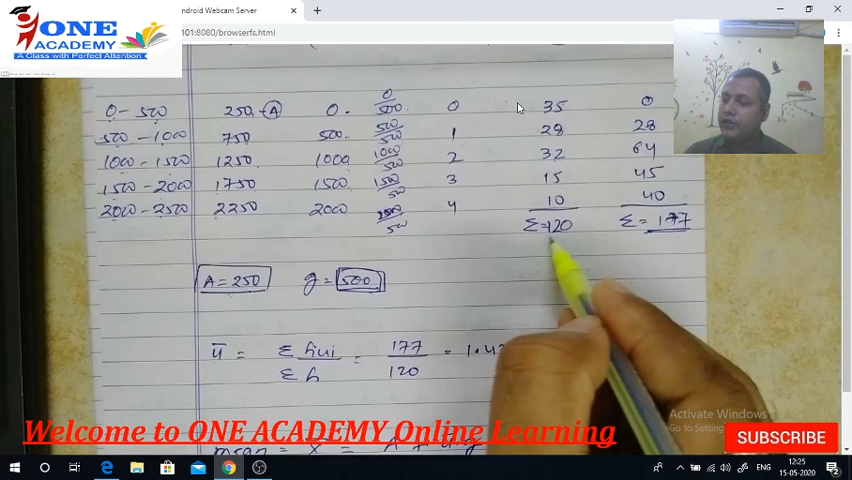 ndroid Webcam Server
101:8080/browserfs.html
ONE
ACADEMY
A Class with Perfect Attention
0 - 500 250→A 0. 0/500 0 35 0
500 - 1000 750 500. 500/500 1 28 28
1000 - 1500 1250 1000 1000/500 2 32 64
1500 - 2000 1750 1500. 1500/500 3 15 45
2000 - 2500 2250 2000 2000/500 4 10 40
Σ=120 Σ = 177
A = 250 g = 500
ū = Σ fiui / Σ fi = 177 / 120 = 1.4
mean = x̄ = A + ūg
Welcome to ONE ACADEMY Online Learning
Activate Windows
Go to Setting
SUBSCRIBE
ENG
12:25
15-05-2020
2